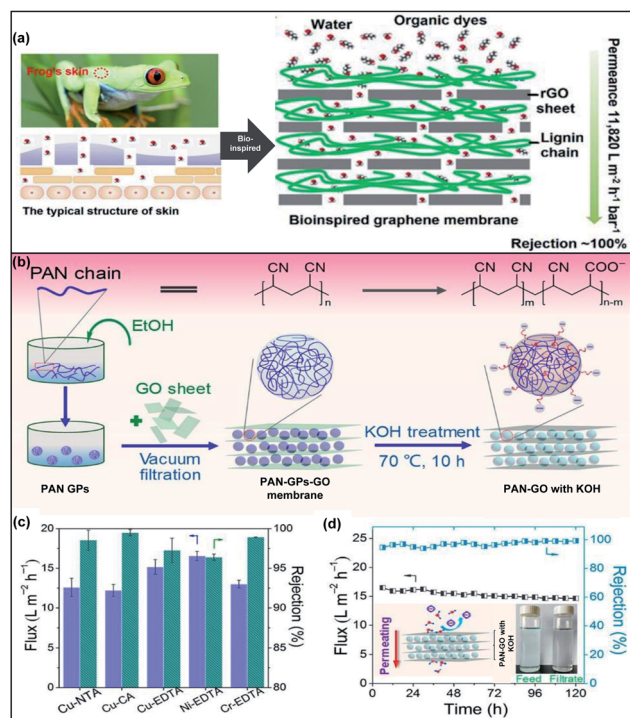 (a)
Frog's skin
Bio-
inspired
The typical structure of skin
Water
Organic dyes
rGO
sheet
Lignin
chain
Bioinspired graphene membrane
Permeance 11,820 L m⁻² h⁻¹ bar⁻¹
Rejection ~100%
(b)
PAN chain
CN CN
n
CN CN CN COO⁻
m n-m
EtOH
GO sheet
+
Vacuum
filtration
KOH treatment
70 ℃, 10 h
PAN GPs
PAN-GPs-GO
membrane
PAN-GO with KOH
(c)
Flux (L m⁻² h⁻¹)
25
20
15
10
5
0
Rejection (%)
100
95
90
85
80
Cu-NTA
Cu-CA
Cu-EDTA
Ni-EDTA
Cr-EDTA
(d)
Flux (L m⁻² h⁻¹)
25
20
15
10
5
0
Rejection (%)
100
80
60
40
20
0
Permeating
PAN-GO with
KOH
Feed
Filtrate
0 24 48 72 96 120
Time (h)